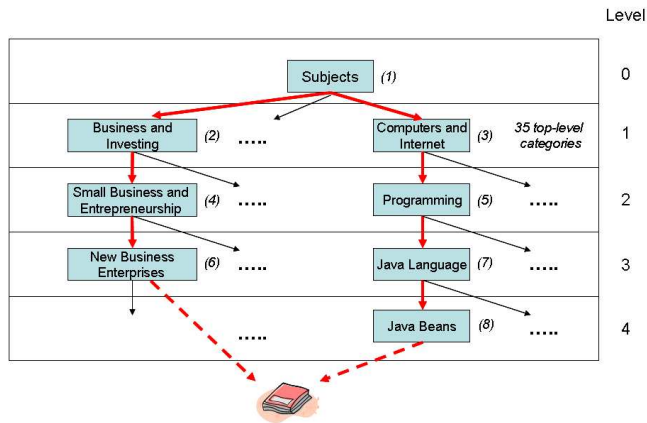 Level
Subjects
(1)
0
Business and
Investing
(2)
.....
Computers and
Internet
(3)
35 top-level
categories
1
Small Business and
Entrepreneurship
(4)
.....
Programming
(5)
.....
2
New Business
Enterprises
(6)
.....
Java Language
(7)
.....
3
.....
Java Beans
(8)
.....
4